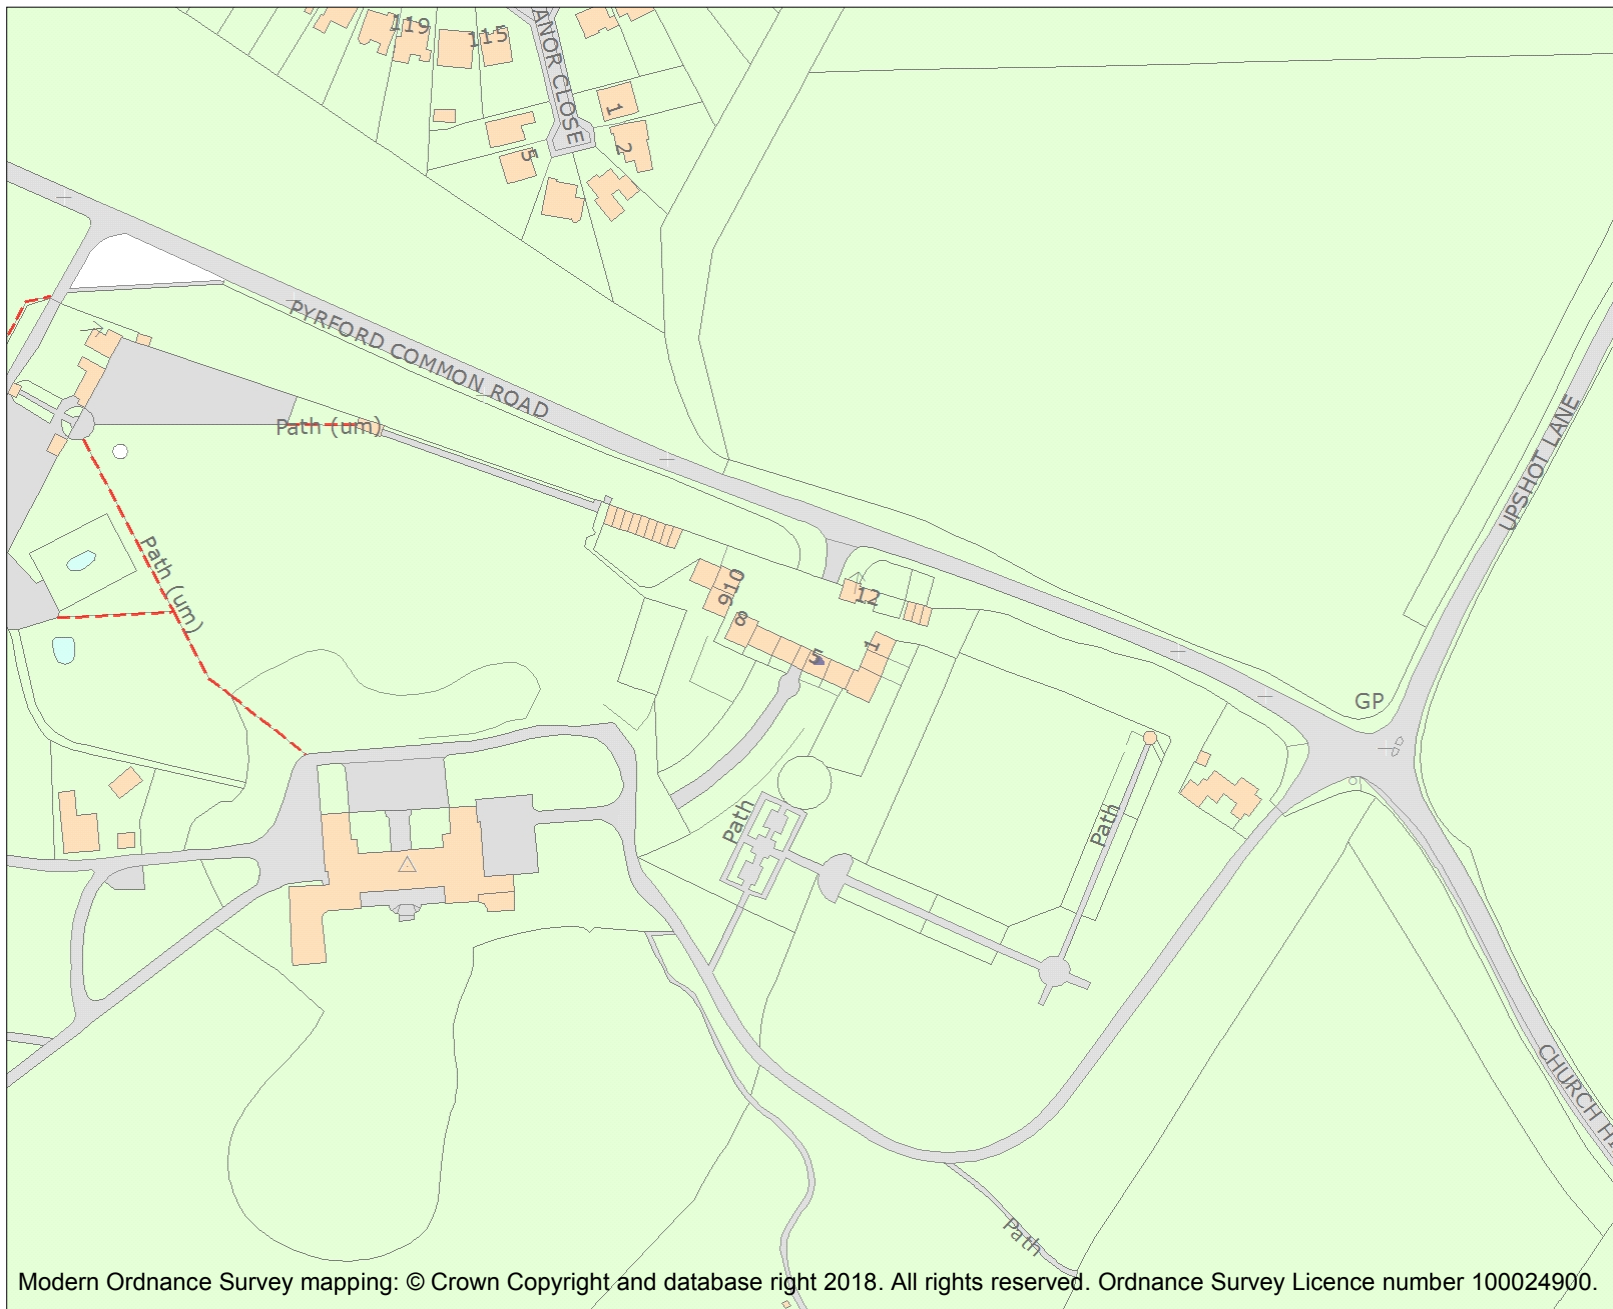 119
115
ANOR CLOSE
1
2
5
PYRFORD COMMON ROAD
Path (um)
UPSHOT LANE
Path (um)
910
8
12
5
1
GP
Path
Path
CHURCH
Path
Modern Ordnance Survey mapping: © Crown Copyright and database right 2018. All rights reserved. Ordnance Survey Licence number 100024900.